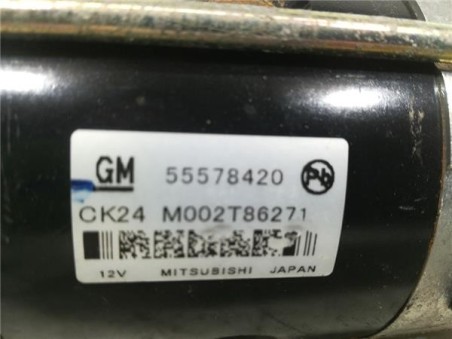 GM 55578420 Pb
CK24 M002T86271
12V MITSUBISHI JAPAN